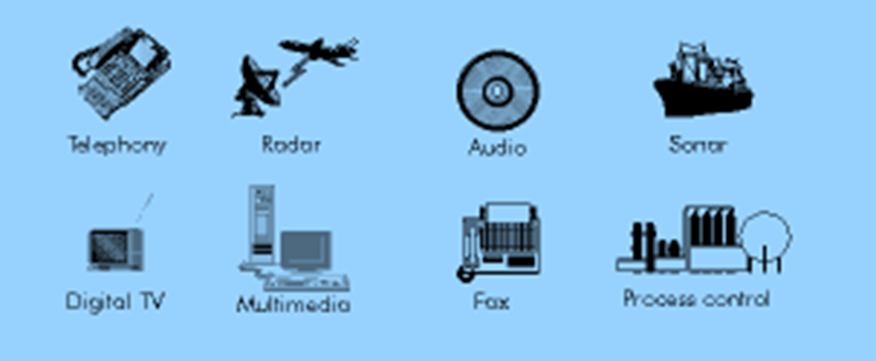 Telephony
Radar
Audio
Sonar
Digital TV
Multimedia
Fax
Process control